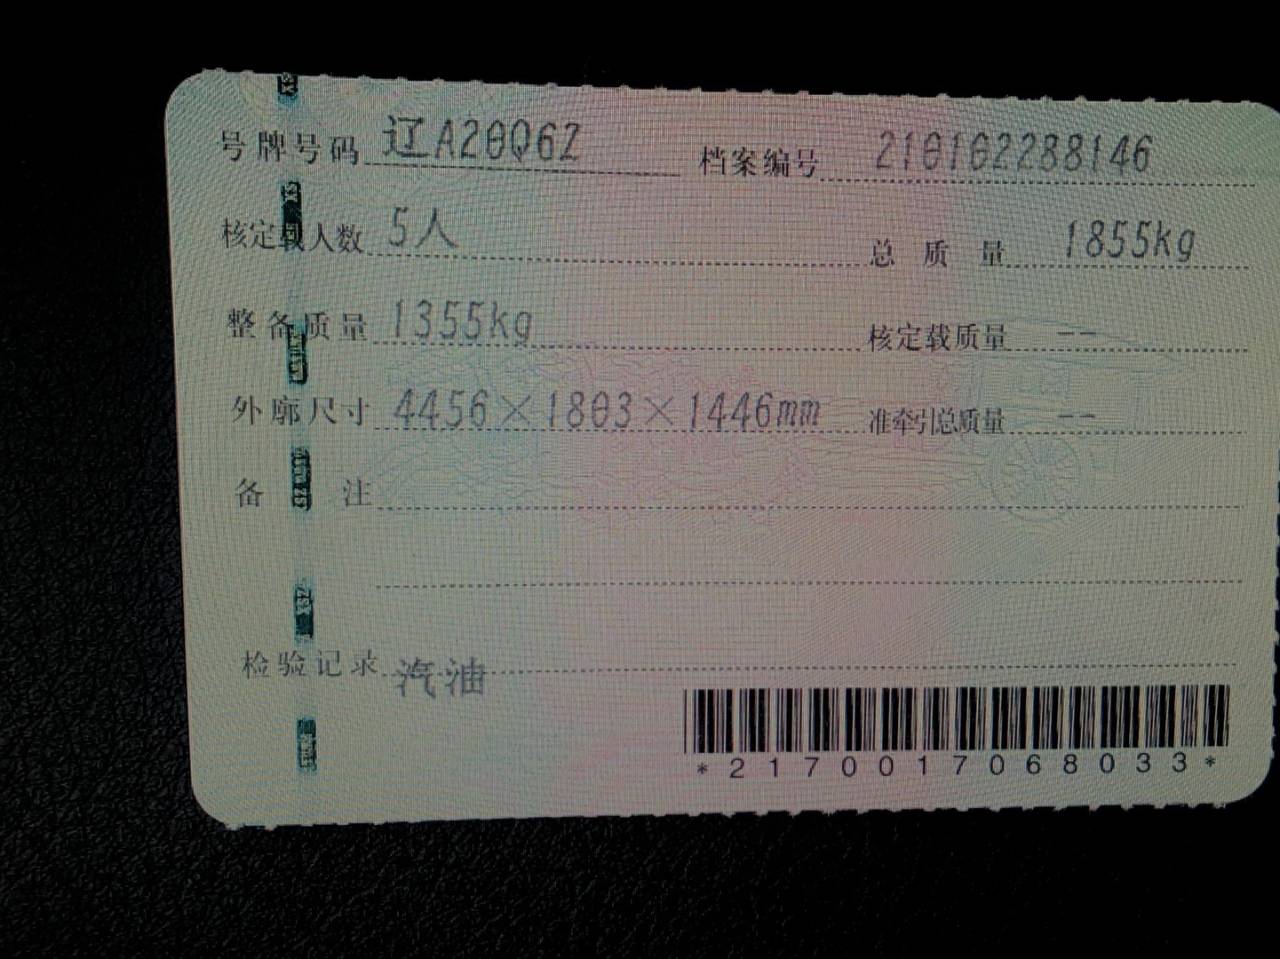 号牌号码 辽A20Q6Z 档案编号 210102288146
核定载人数 5人 总质量 1855kg
整备质量 1355kg 核定载质量 --
外廓尺寸 4456×1803×1446mm 准牵引总质量 --
备注
检验记录 汽油
*2170017068033*